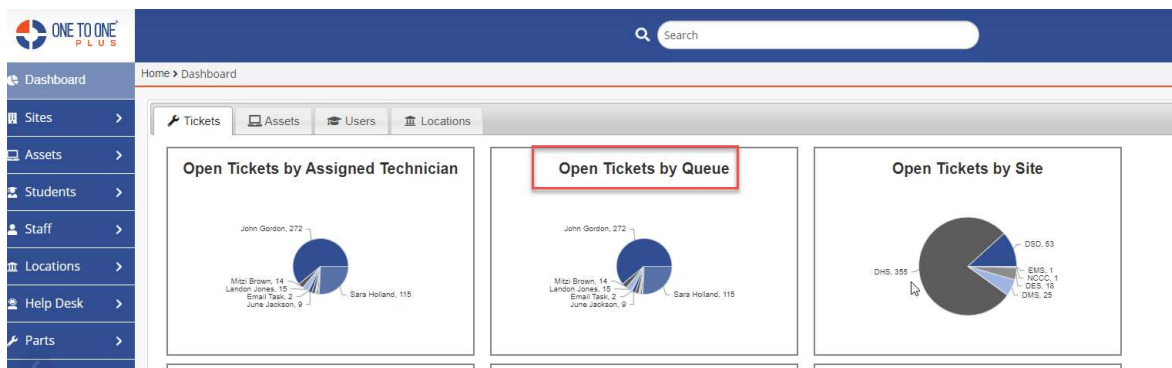 ONE TO ONE
PLUS
Search
Dashboard
Home > Dashboard
Sites
Assets
Students
Staff
Locations
Help Desk
Parts
Tickets
Assets
Users
Locations
Open Tickets by Assigned Technician
John Gordon, 272
Mitzi Brown, 14
Landon Jones, 15
Email Task, 2
June Jackson, 9
Sara Holland, 115
Open Tickets by Queue
John Gordon, 272
Mitzi Brown, 14
Landon Jones, 15
Email Task, 2
June Jackson, 9
Sara Holland, 115
Open Tickets by Site
DHS, 355
DSD, 53
EMS, 1
NCCC, 1
DES, 18
DMS, 25